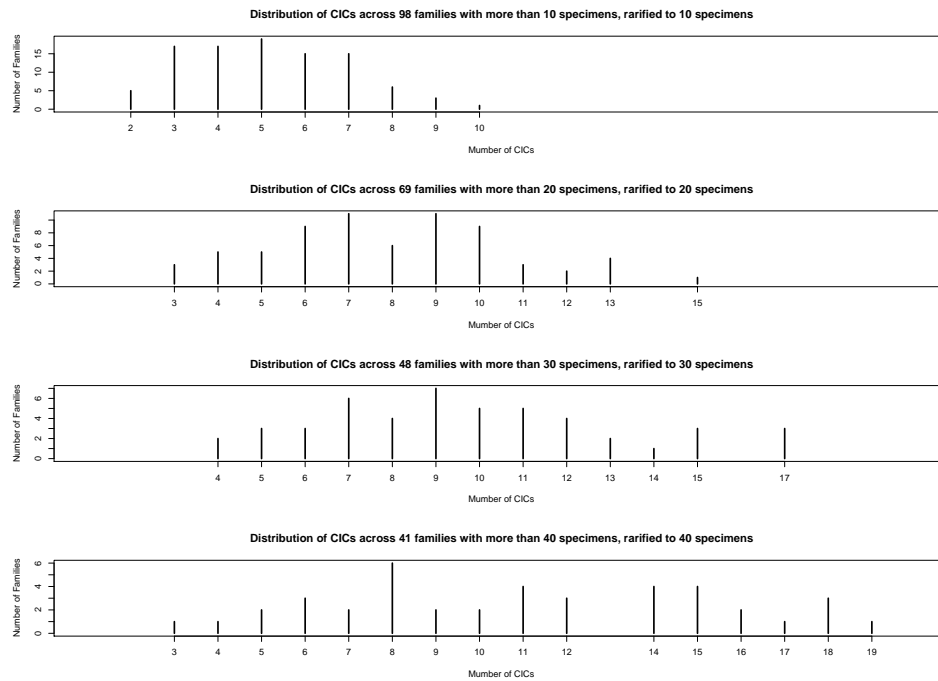 Distribution of CICs across 98 families with more than 10 specimens, rarified to 10 specimens
Number of Families
0 5 10 15
2 3 4 5 6 7 8 9 10
Mumber of CICs
Distribution of CICs across 69 families with more than 20 specimens, rarified to 20 specimens
Number of Families
0 2 4 6 8
3 4 5 6 7 8 9 10 11 12 13 15
Mumber of CICs
Distribution of CICs across 48 families with more than 30 specimens, rarified to 30 specimens
Number of Families
0 2 4 6
4 5 6 7 8 9 10 11 12 13 14 15 17
Mumber of CICs
Distribution of CICs across 41 families with more than 40 specimens, rarified to 40 specimens
Number of Families
0 2 4 6
3 4 5 6 7 8 9 10 11 12 14 15 16 17 18 19
Mumber of CICs